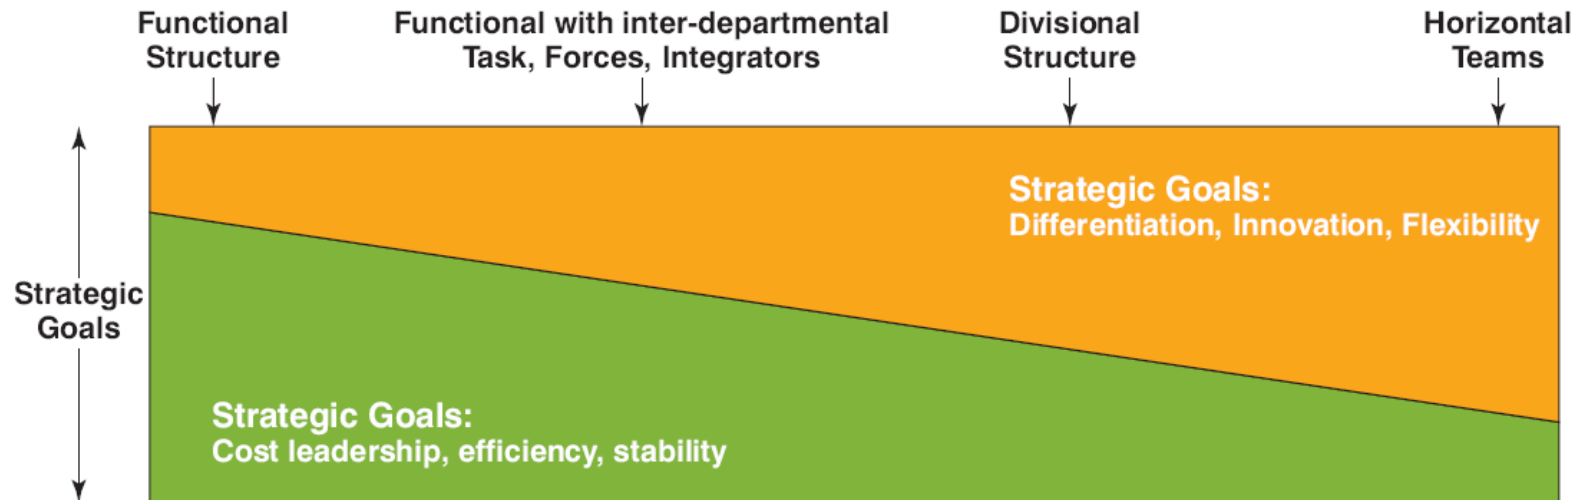 Functional
Structure
Functional with inter-departmental
Task, Forces, Integrators
Divisional
Structure
Horizontal
Teams
Strategic Goals:
Differentiation, Innovation, Flexibility
Strategic
Goals
Strategic Goals:
Cost leadership, efficiency, stability